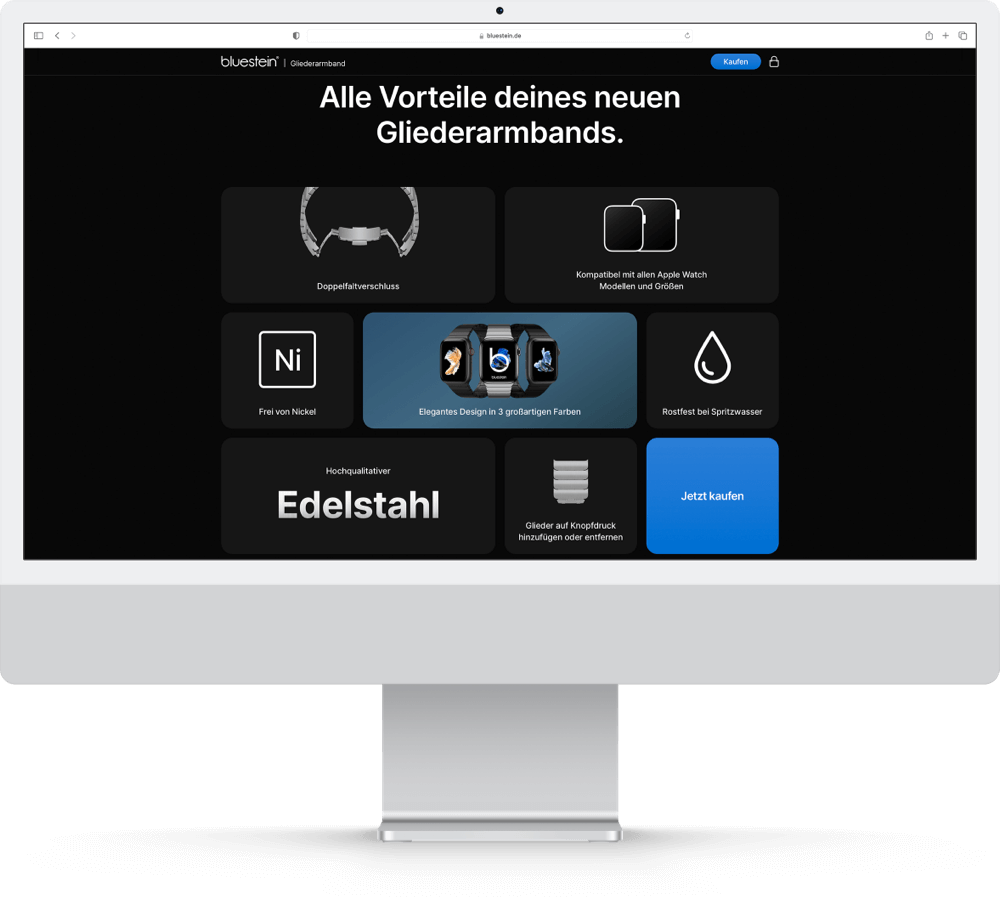 bluestein.de
bluestein® | Gliederarmband
Kaufen
Alle Vorteile deines neuen
Gliederarmbands.
Doppelfaltverschluss
Kompatibel mit allen Apple Watch
Modellen und Größen
Ni
Frei von Nickel
b
Elegantes Design in 3 großartigen Farben
Rostfest bei Spritzwasser
Hochqualitativer
Edelstahl
Glieder auf Knopfdruck
hinzufügen oder entfernen
Jetzt kaufen